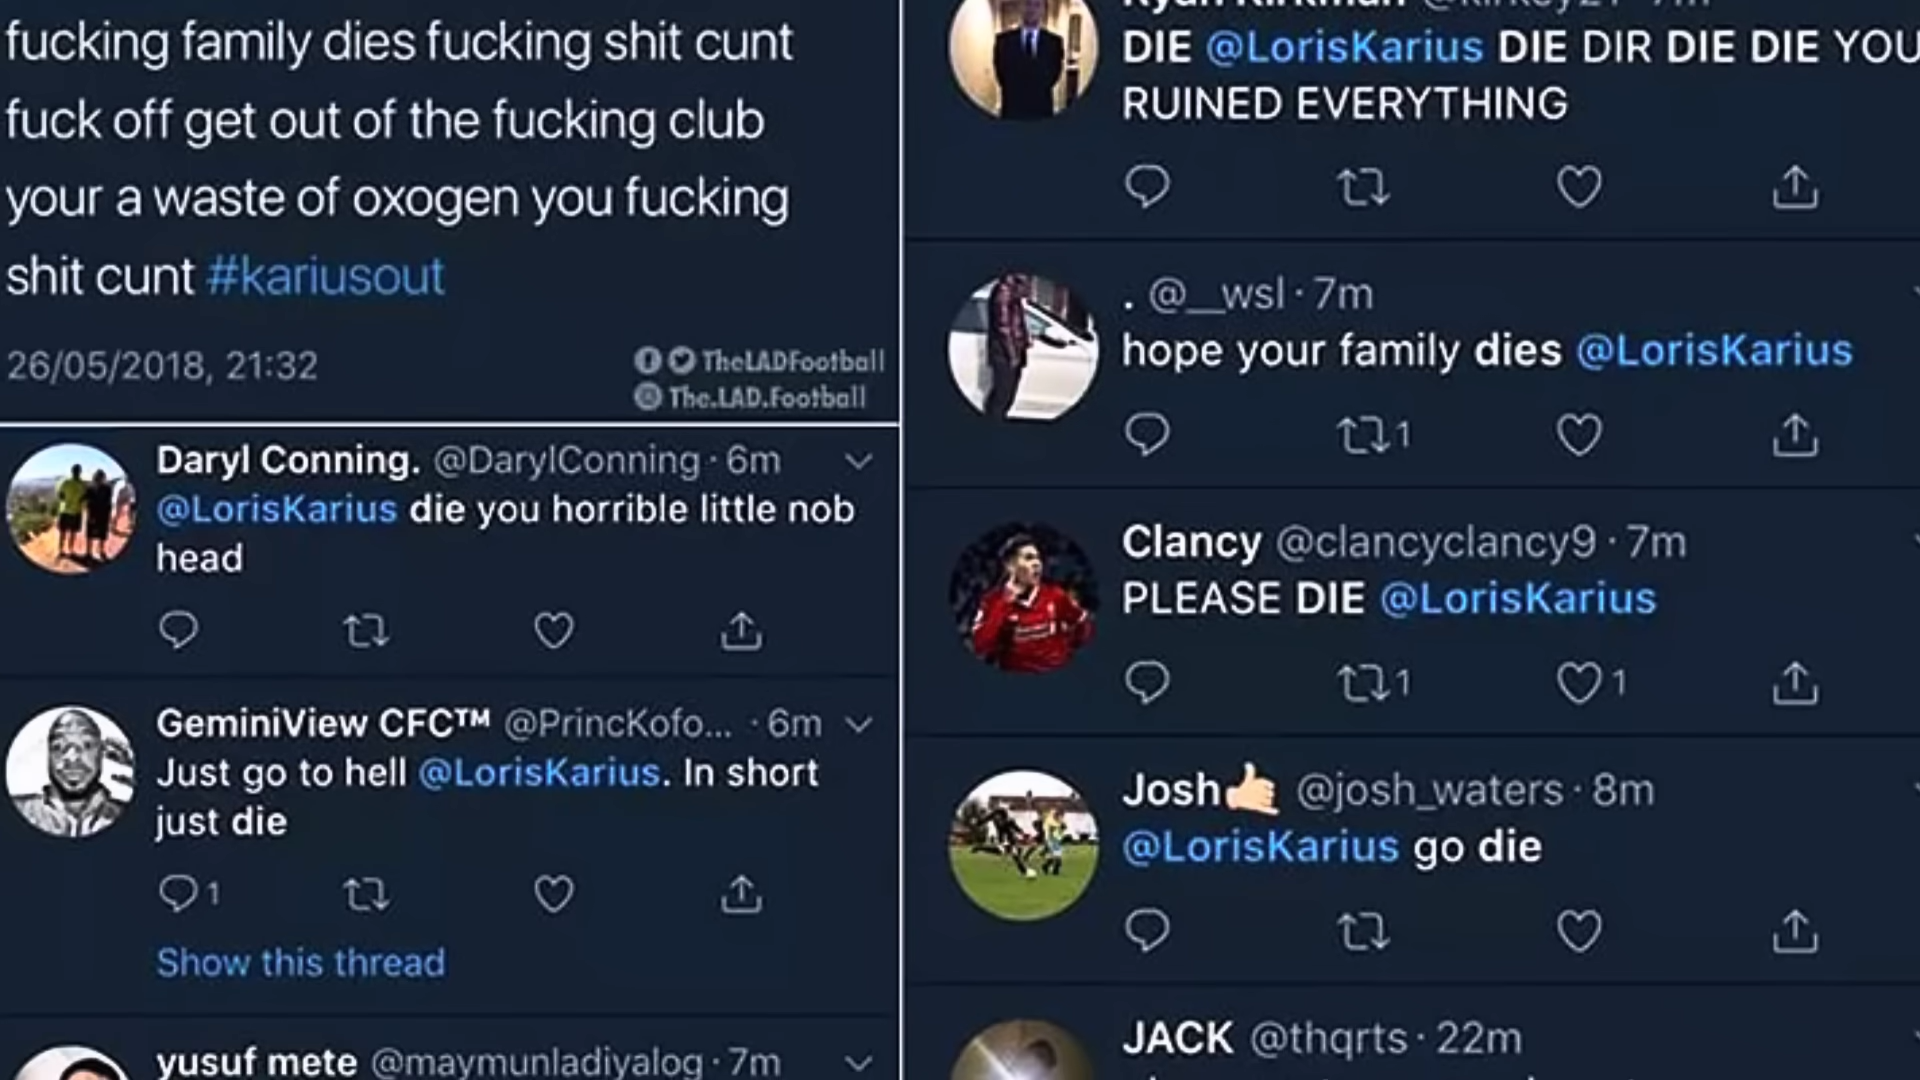 fucking family dies fucking shit cunt
fuck off get out of the fucking club
your a waste of oxogen you fucking
shit cunt #kariusout
26/05/2018, 21:32
TheLADFootball
The.LAD.Football
Daryl Conning. @DarylConning · 6m
@LorisKarius die you horrible little nob
head
GeminiView CFC™ @PrincKofo... · 6m
Just go to hell @LorisKarius. In short
just die
1
Show this thread
yusuf mete @maymunladiyalog · 7m
DIE @LorisKarius DIE DIR DIE DIE YOU
RUINED EVERYTHING
. @__wsl · 7m
hope your family dies @LorisKarius
1
Clancy @clancyclancy9 · 7m
PLEASE DIE @LorisKarius
1 1
Josh🤙🏼 @josh_waters · 8m
@LorisKarius go die
JACK @thqrts · 22m